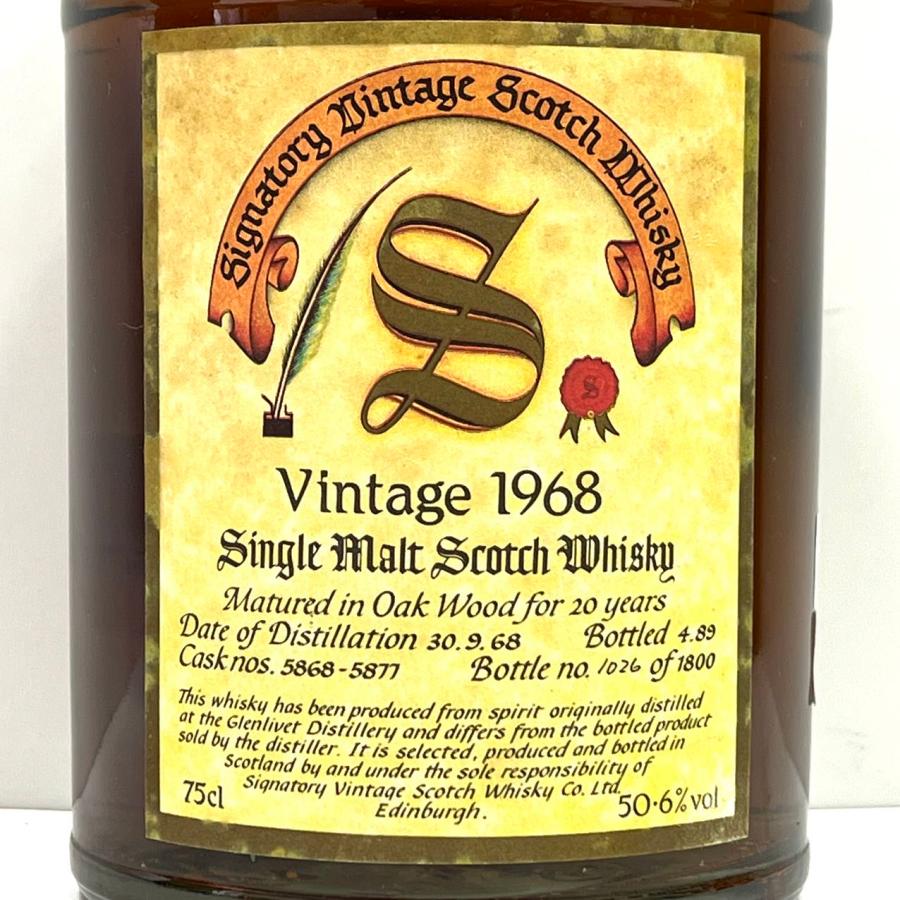 Signatory Vintage Scotch Whisky
S
S
Vintage 1968
Single Malt Scotch Whisky
Matured in Oak Wood for 20 years
Date of Distillation 30.9.68 Bottled 4.89
Cask nos. 5868-5877 Bottle no. 1026 of 1800
This whisky has been produced from spirit originally distilled
at the Glenlivet Distillery and differs from the bottled product
sold by the distiller. It is selected, produced and bottled in
Scotland by and under the sole responsibility of
Signatory Vintage Scotch Whisky Co. Ltd.
Edinburgh.
75cl 50·6% vol